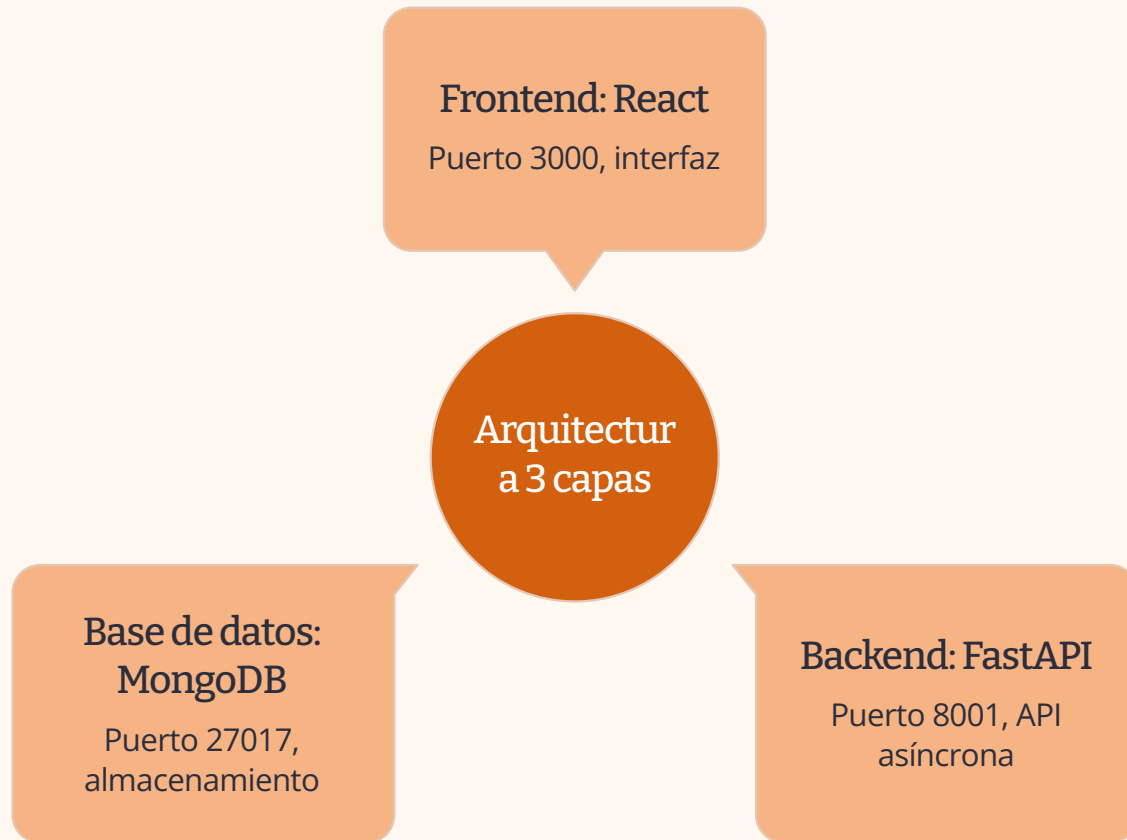 Frontend: React
Puerto 3000, interfaz
Arquitectur
a 3 capas
Base de datos:
MongoDB
Puerto 27017,
almacenamiento
Backend: FastAPI
Puerto 8001, API
asíncrona